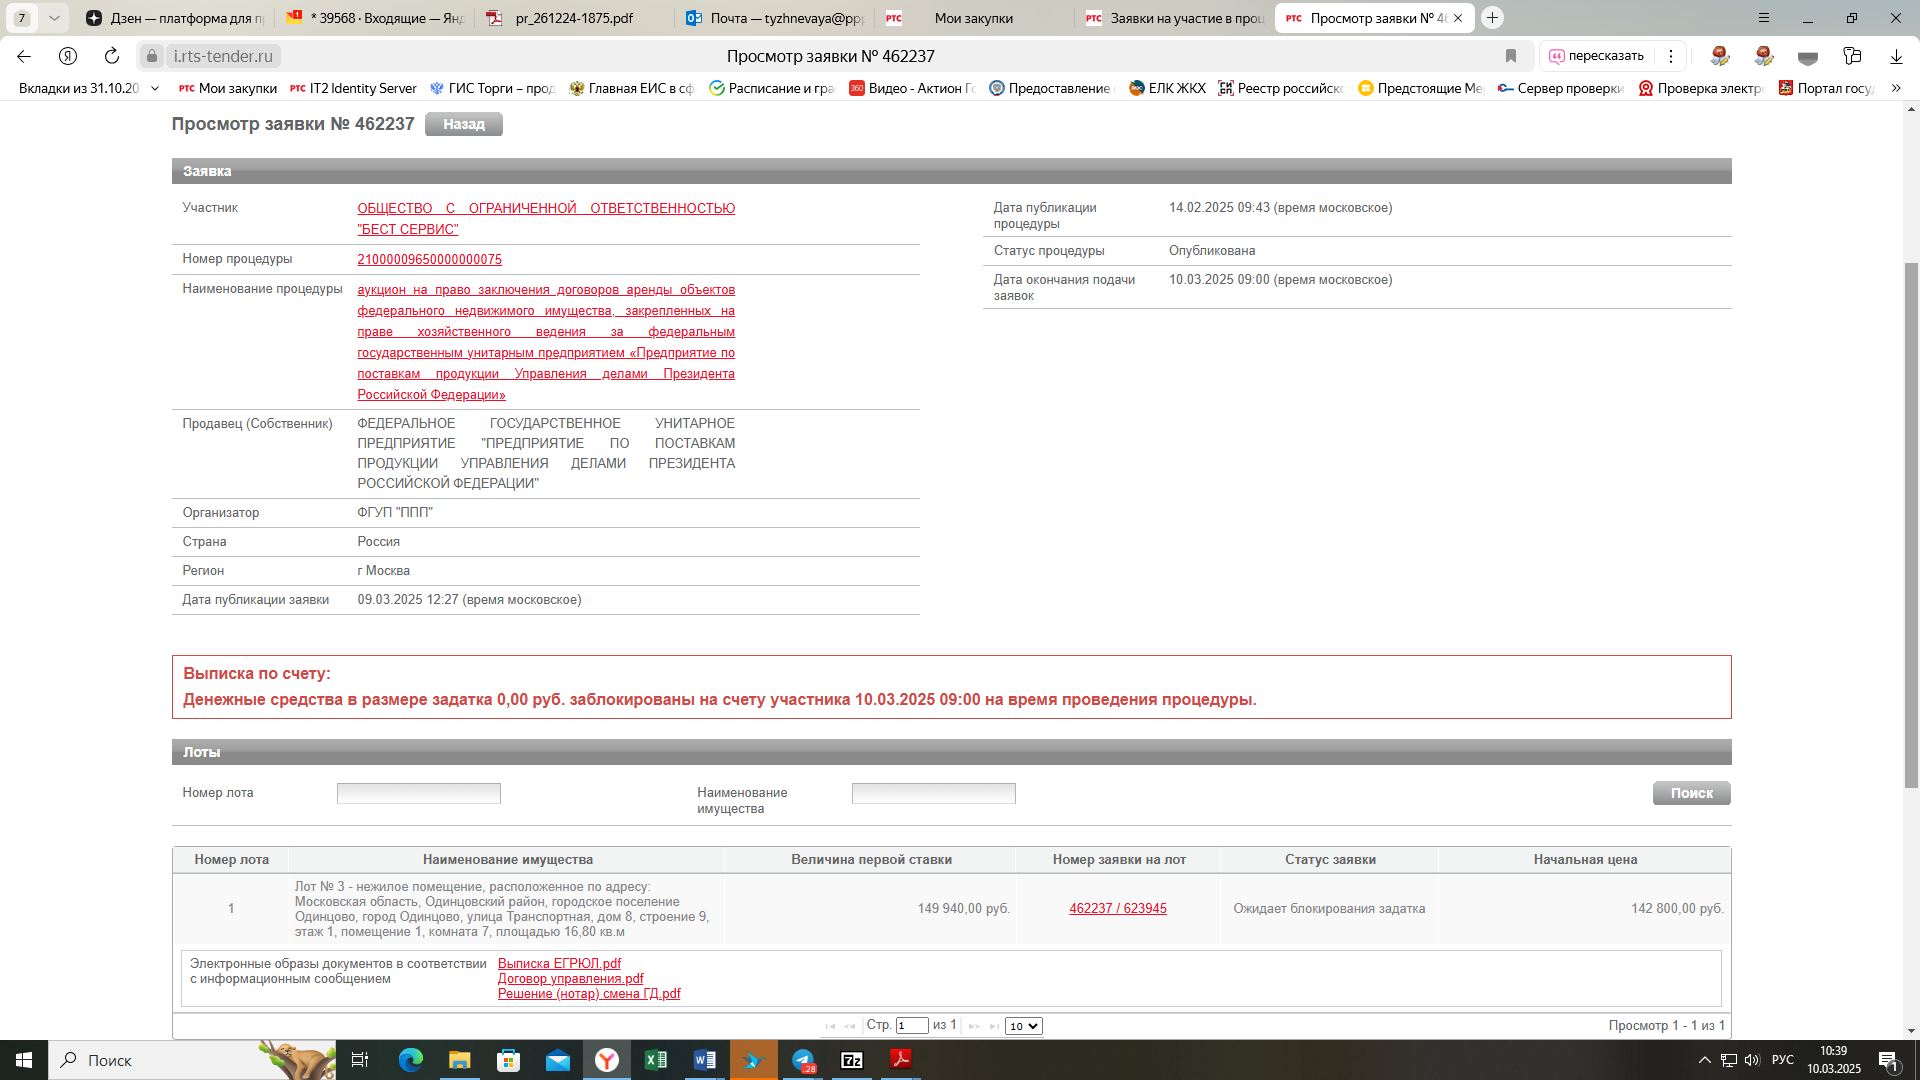 7
Дзен — платформа для пр
* 39568 · Входящие — Янд
pr_261224-1875.pdf
Почта — tyzhnevaya@ppp
РТС Мои закупки
РТС Заявки на участие в проц
РТС Просмотр заявки № 46
i.rts-tender.ru
Просмотр заявки № 462237
пересказать
Вкладки из 31.10.20
РТС Мои закупки
РТС IT2 Identity Server
ГИС Торги – прод
Главная ЕИС в сф
Расписание и гра
360 Видео - Актион Го
Предоставление
ЕЛК ЖКХ
Реестр российско
Предстоящие Ме
Сервер проверки
Проверка электр
Портал госу
»
Просмотр заявки № 462237
Назад
Заявка
Участник
ОБЩЕСТВО С ОГРАНИЧЕННОЙ ОТВЕТСТВЕННОСТЬЮ
"БЕСТ СЕРВИС"
Номер процедуры
21000009650000000075
Наименование процедуры
аукцион на право заключения договоров аренды объектов
федерального недвижимого имущества, закрепленных на
праве хозяйственного ведения за федеральным
государственным унитарным предприятием «Предприятие по
поставкам продукции Управления делами Президента
Российской Федерации»
Продавец (Собственник)
ФЕДЕРАЛЬНОЕ ГОСУДАРСТВЕННОЕ УНИТАРНОЕ
ПРЕДПРИЯТИЕ "ПРЕДПРИЯТИЕ ПО ПОСТАВКАМ
ПРОДУКЦИИ УПРАВЛЕНИЯ ДЕЛАМИ ПРЕЗИДЕНТА
РОССИЙСКОЙ ФЕДЕРАЦИИ"
Организатор
ФГУП "ППП"
Страна
Россия
Регион
г Москва
Дата публикации заявки
09.03.2025 12:27 (время московское)
Дата публикации
процедуры
14.02.2025 09:43 (время московское)
Статус процедуры
Опубликована
Дата окончания подачи
заявок
10.03.2025 09:00 (время московское)
Выписка по счету:
Денежные средства в размере задатка 0,00 руб. заблокированы на счету участника 10.03.2025 09:00 на время проведения процедуры.
Лоты
Номер лота
Наименование
имущества
Поиск
Номер лота
Наименование имущества
Величина первой ставки
Номер заявки на лот
Статус заявки
Начальная цена
1
Лот № 3 - нежилое помещение, расположенное по адресу:
Московская область, Одинцовский район, городское поселение
Одинцово, город Одинцово, улица Транспортная, дом 8, строение 9,
этаж 1, помещение 1, комната 7, площадью 16,80 кв.м
149 940,00 руб.
462237 / 623945
Ожидает блокирования задатка
142 800,00 руб.
Электронные образы документов в соответствии
с информационным сообщением
Выписка ЕГРЮЛ.pdf
Договор управления.pdf
Решение (нотар) смена ГД.pdf
Стр. 1 из 1
10
Просмотр 1 - 1 из 1
Поиск
.28
7z
РУС
10:39
10.03.2025
1